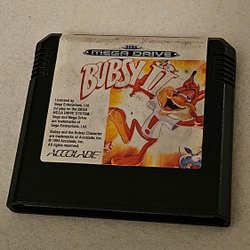 SEGA
MEGA DRIVE
BUBSY II
Licensed by
Sega Enterprises, Ltd.
for play on the SEGA
MEGA DRIVE SYSTEM.
Sega and Mega Drive
are trademarks of
Sega Enterprises, Ltd.
Bubsy and the Bubsy Character
are trademarks of Accolade, Inc.
© 1994 Accolade, Inc.
All rights reserved.
ACCOLADE